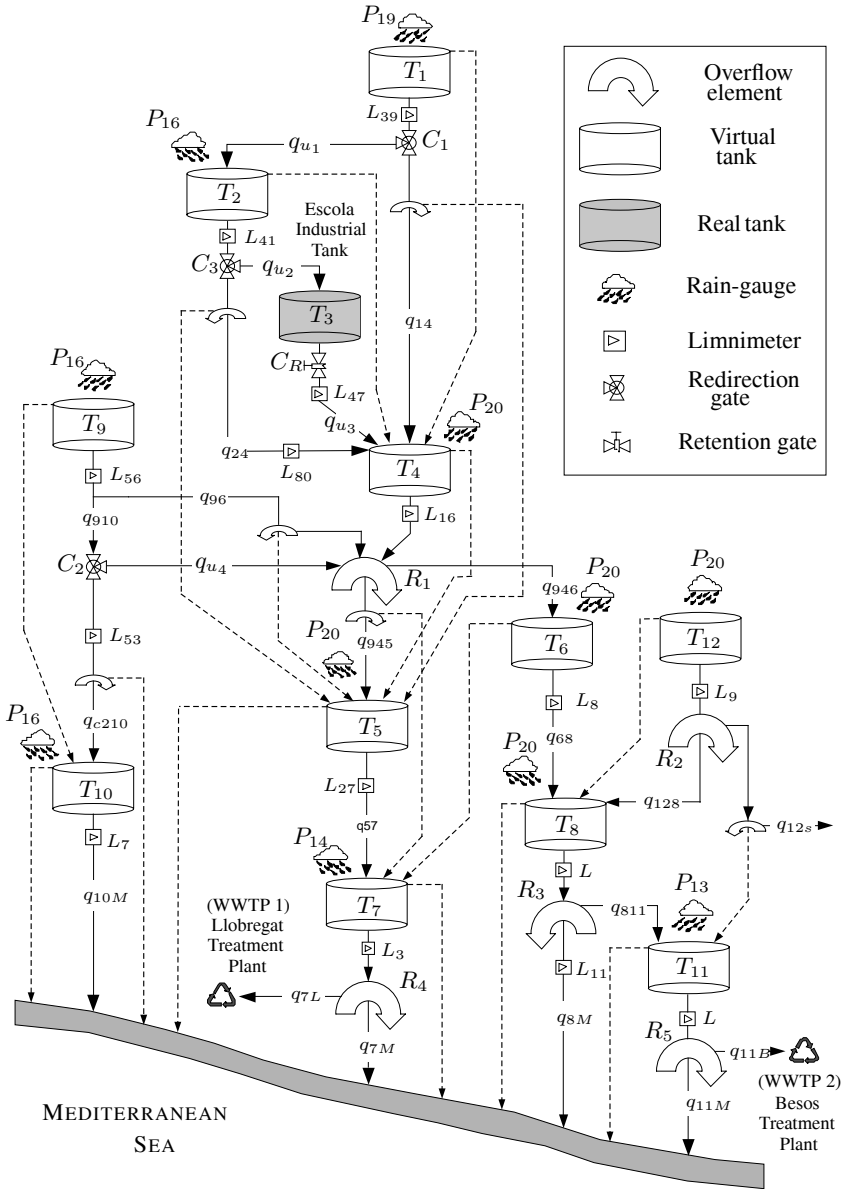 P19
T1
Overflow
element
L39
C1
P16
qu1
Virtual
tank
T2
Escola
Industrial
Tank
L41
C3
qu2
Real tank
T3
Rain-gauge
q14
Limnimeter
P16
CR
Redirection
gate
L47
P20
T9
qu3
Retention gate
q24
L80
T4
L56
q96
L16
q910
C2
qu4
R1
q946
P20
P20
L53
q945
P20
T6
T12
P16
qc210
T5
L8
L9
q68
R2
T10
L27
P20
q128
q12s
L7
q57
T8
P14
L
P13
q10M
(WWTP 1)
Llobregat
Treatment
Plant
T7
R3
q811
L3
T11
q7L
R4
L11
L
q7M
q8M
R5
q11B
(WWTP 2)
Besos
Treatment
Plant
q11M
MEDITERRANEAN
SEA